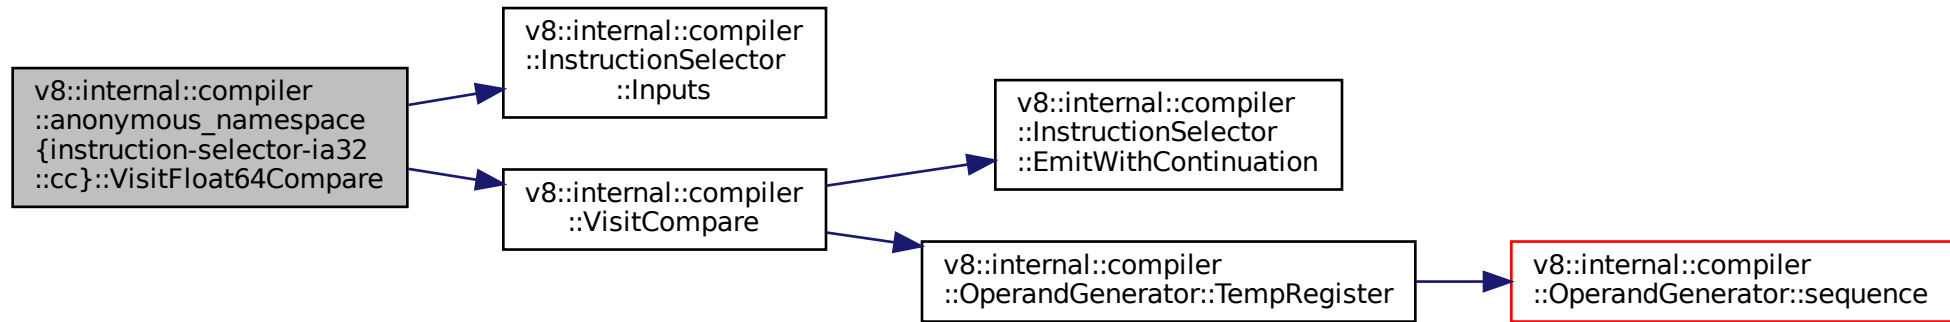 v8::internal::compiler
::anonymous_namespace
{instruction-selector-ia32
::cc}::VisitFloat64Compare
v8::internal::compiler
::InstructionSelector
::Inputs
v8::internal::compiler
::VisitCompare
v8::internal::compiler
::InstructionSelector
::EmitWithContinuation
v8::internal::compiler
::OperandGenerator::TempRegister
v8::internal::compiler
::OperandGenerator::sequence